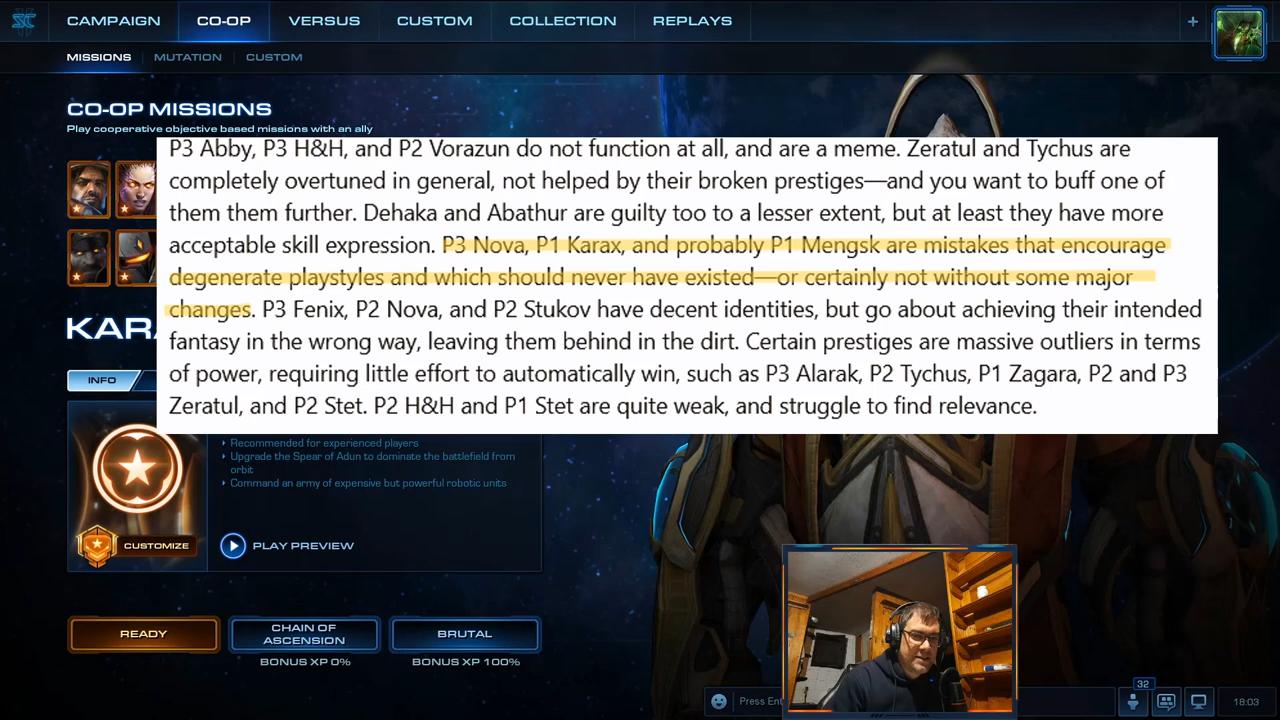 CAMPAIGN CO-OP VERSUS CUSTOM COLLECTION REPLAYS
MISSIONS MUTATION CUSTOM
CO-OP MISSIONS
Play cooperative objective based missions with an ally
P3 Abby, P3 H&H, and P2 Vorazun do not function at all, and are a meme. Zeratul and Tychus are
completely overtuned in general, not helped by their broken prestiges—and you want to buff one of
them them further. Dehaka and Abathur are guilty too to a lesser extent, but at least they have more
acceptable skill expression. P3 Nova, P1 Karax, and probably P1 Mengsk are mistakes that encourage
degenerate playstyles and which should never have existed—or certainly not without some major
changes. P3 Fenix, P2 Nova, and P2 Stukov have decent identities, but go about achieving their intended
fantasy in the wrong way, leaving them behind in the dirt. Certain prestiges are massive outliers in terms
of power, requiring little effort to automatically win, such as P3 Alarak, P2 Tychus, P1 Zagara, P2 and P3
Zeratul, and P2 Stet. P2 H&H and P1 Stet are quite weak, and struggle to find relevance.
KARA
INFO
Recommended for experienced players
Upgrade the Spear of Adun to dominate the battlefield from
orbit
Command an army of expensive but powerful robotic units
CUSTOMIZE
PLAY PREVIEW
READY
CHAIN OF
ASCENSION
BRUTAL
BONUS XP 0%
BONUS XP 100%
Press Ent
32
18:03